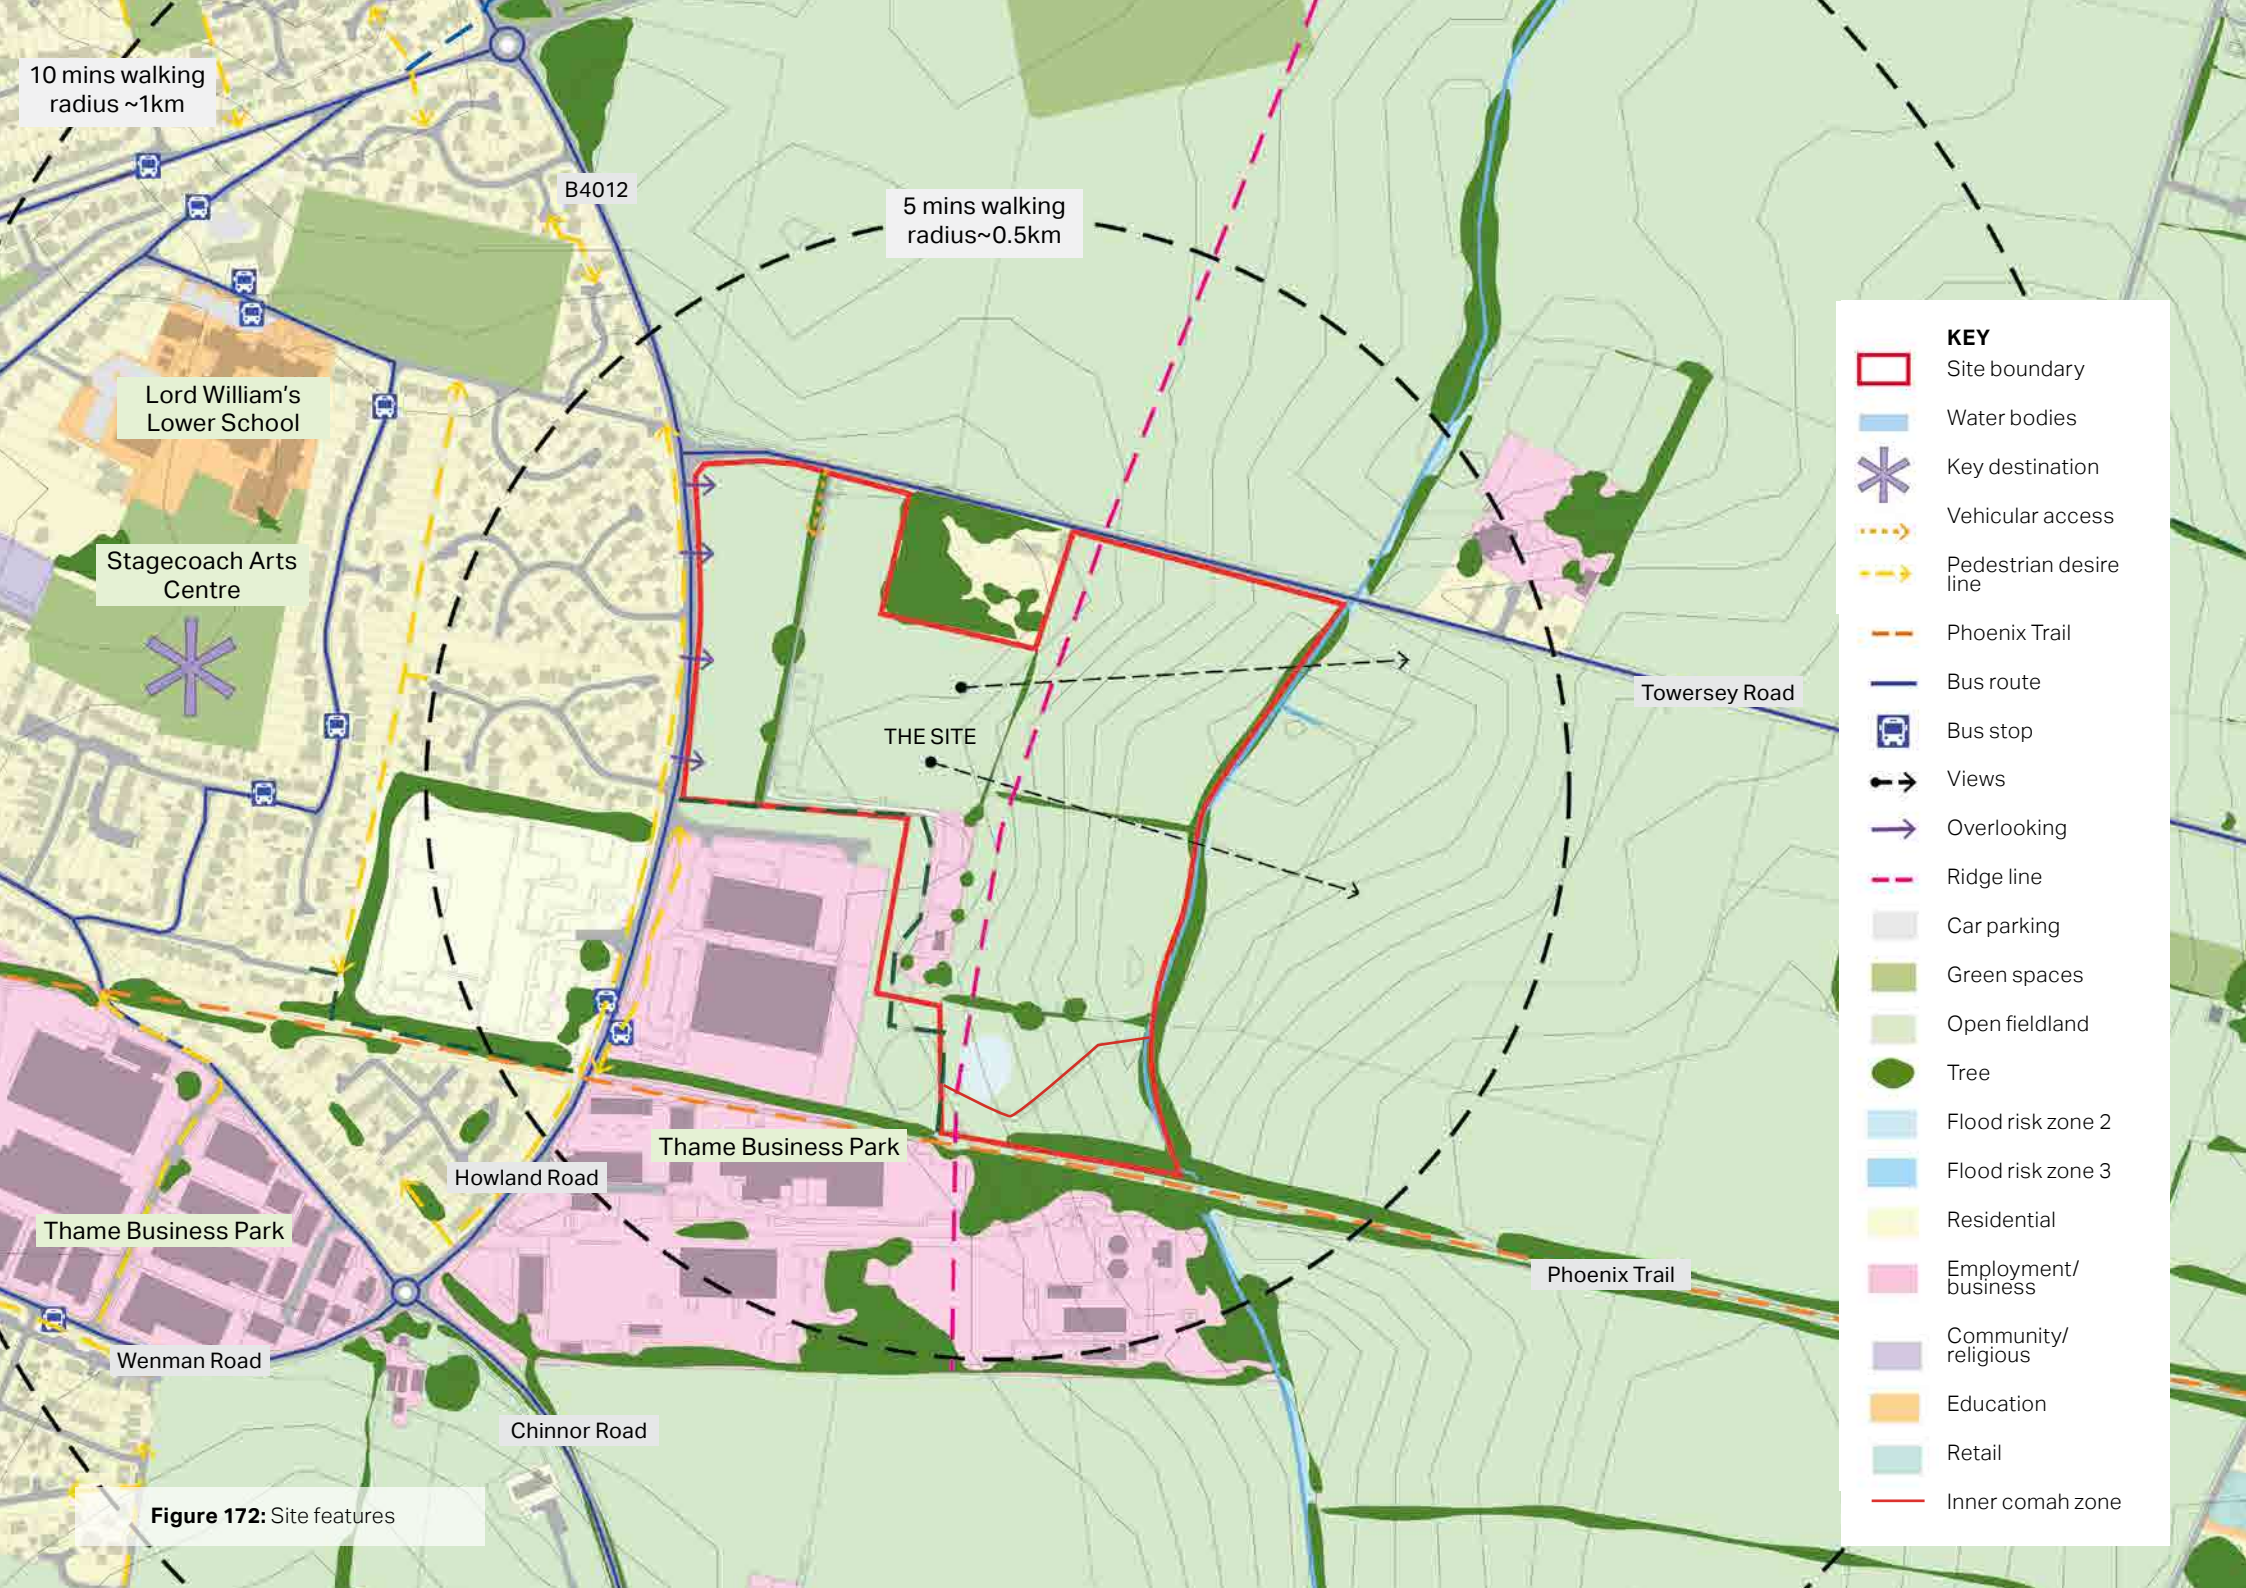 10 mins walking
radius ~1km
B4012
5 mins walking
radius~0.5km
Lord William's
Lower School
Stagecoach Arts
Centre
THE SITE
Towersey Road
Thame Business Park
Howland Road
Thame Business Park
Phoenix Trail
Wenman Road
Chinnor Road
Figure 172: Site features
KEY
Site boundary
Water bodies
Key destination
Vehicular access
Pedestrian desire
line
Phoenix Trail
Bus route
Bus stop
Views
Overlooking
Ridge line
Car parking
Green spaces
Open fieldland
Tree
Flood risk zone 2
Flood risk zone 3
Residential
Employment/
business
Community/
religious
Education
Retail
Inner comah zone